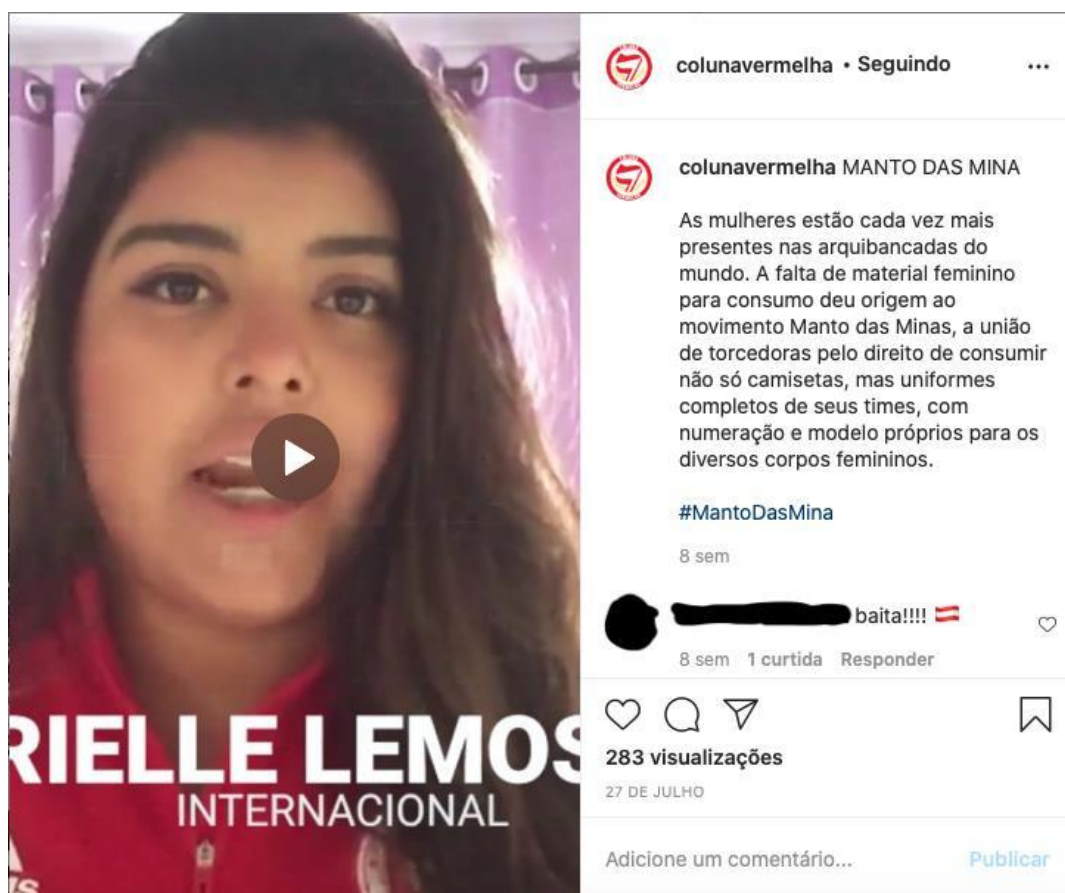 colunavermelha • Seguindo
colunavermelha MANTO DAS MINA
As mulheres estão cada vez mais
presentes nas arquibancadas do
mundo. A falta de material feminino
para consumo deu origem ao
movimento Manto das Minas, a união
de torcedoras pelo direito de consumir
não só camisetas, mas uniformes
completos de seus times, com
numeração e modelo próprios para os
diversos corpos femininos.
#MantoDasMina
8 sem
baita!!!!
8 sem 1 curtida Responder
283 visualizações
27 DE JULHO
Adicione um comentário... Publicar
RIELLE LEMOS
INTERNACIONAL